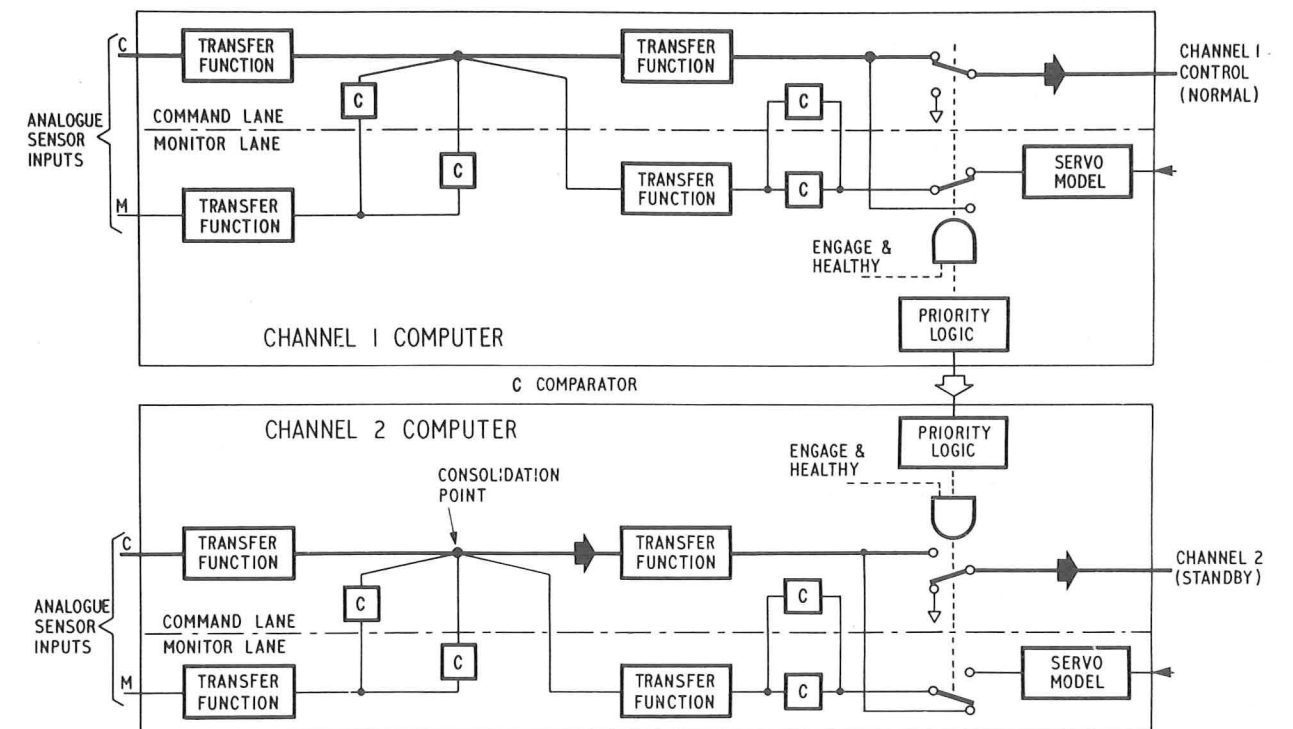 C
TRANSFER
FUNCTION
TRANSFER
FUNCTION
CHANNEL I
CONTROL
(NORMAL)
C
C
ANALOGUE
SENSOR
INPUTS
COMMAND LANE
MONITOR LANE
C
SERVO
MODEL
TRANSFER
FUNCTION
C
M
TRANSFER
FUNCTION
ENGAGE &
HEALTHY
PRIORITY
LOGIC
CHANNEL I COMPUTER
C COMPARATOR
CHANNEL 2 COMPUTER
PRIORITY
LOGIC
ENGAGE &
HEALTHY
CONSOLIDATION
POINT
C
TRANSFER
FUNCTION
TRANSFER
FUNCTION
CHANNEL 2
(STANDBY)
C
C
ANALOGUE
SENSOR
INPUTS
COMMAND LANE
MONITOR LANE
C
SERVO
MODEL
M
TRANSFER
FUNCTION
TRANSFER
FUNCTION
C